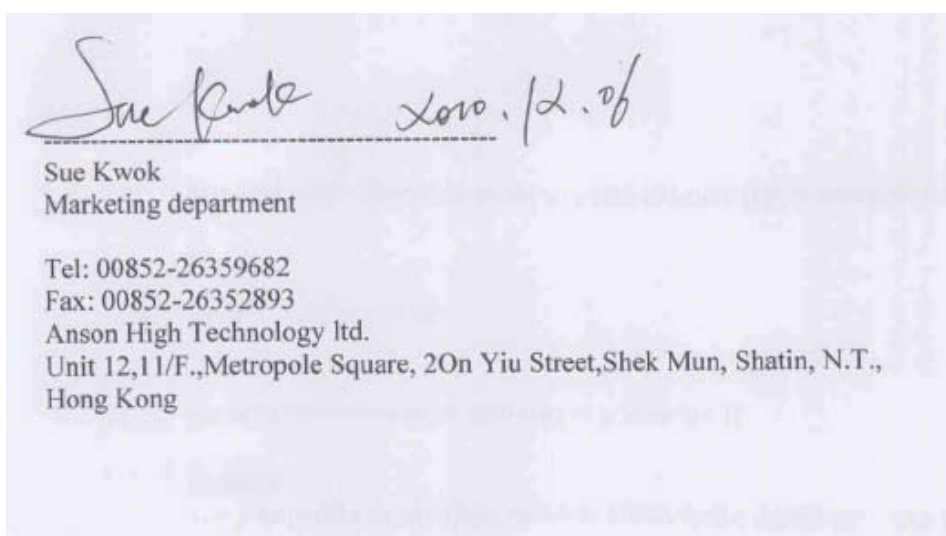 Sue Kwok 2010.12.06
Sue Kwok
Marketing department
Tel: 00852-26359682
Fax: 00852-26352893
Anson High Technology ltd.
Unit 12,11/F.,Metropole Square, 2On Yiu Street,Shek Mun, Shatin, N.T.,
Hong Kong